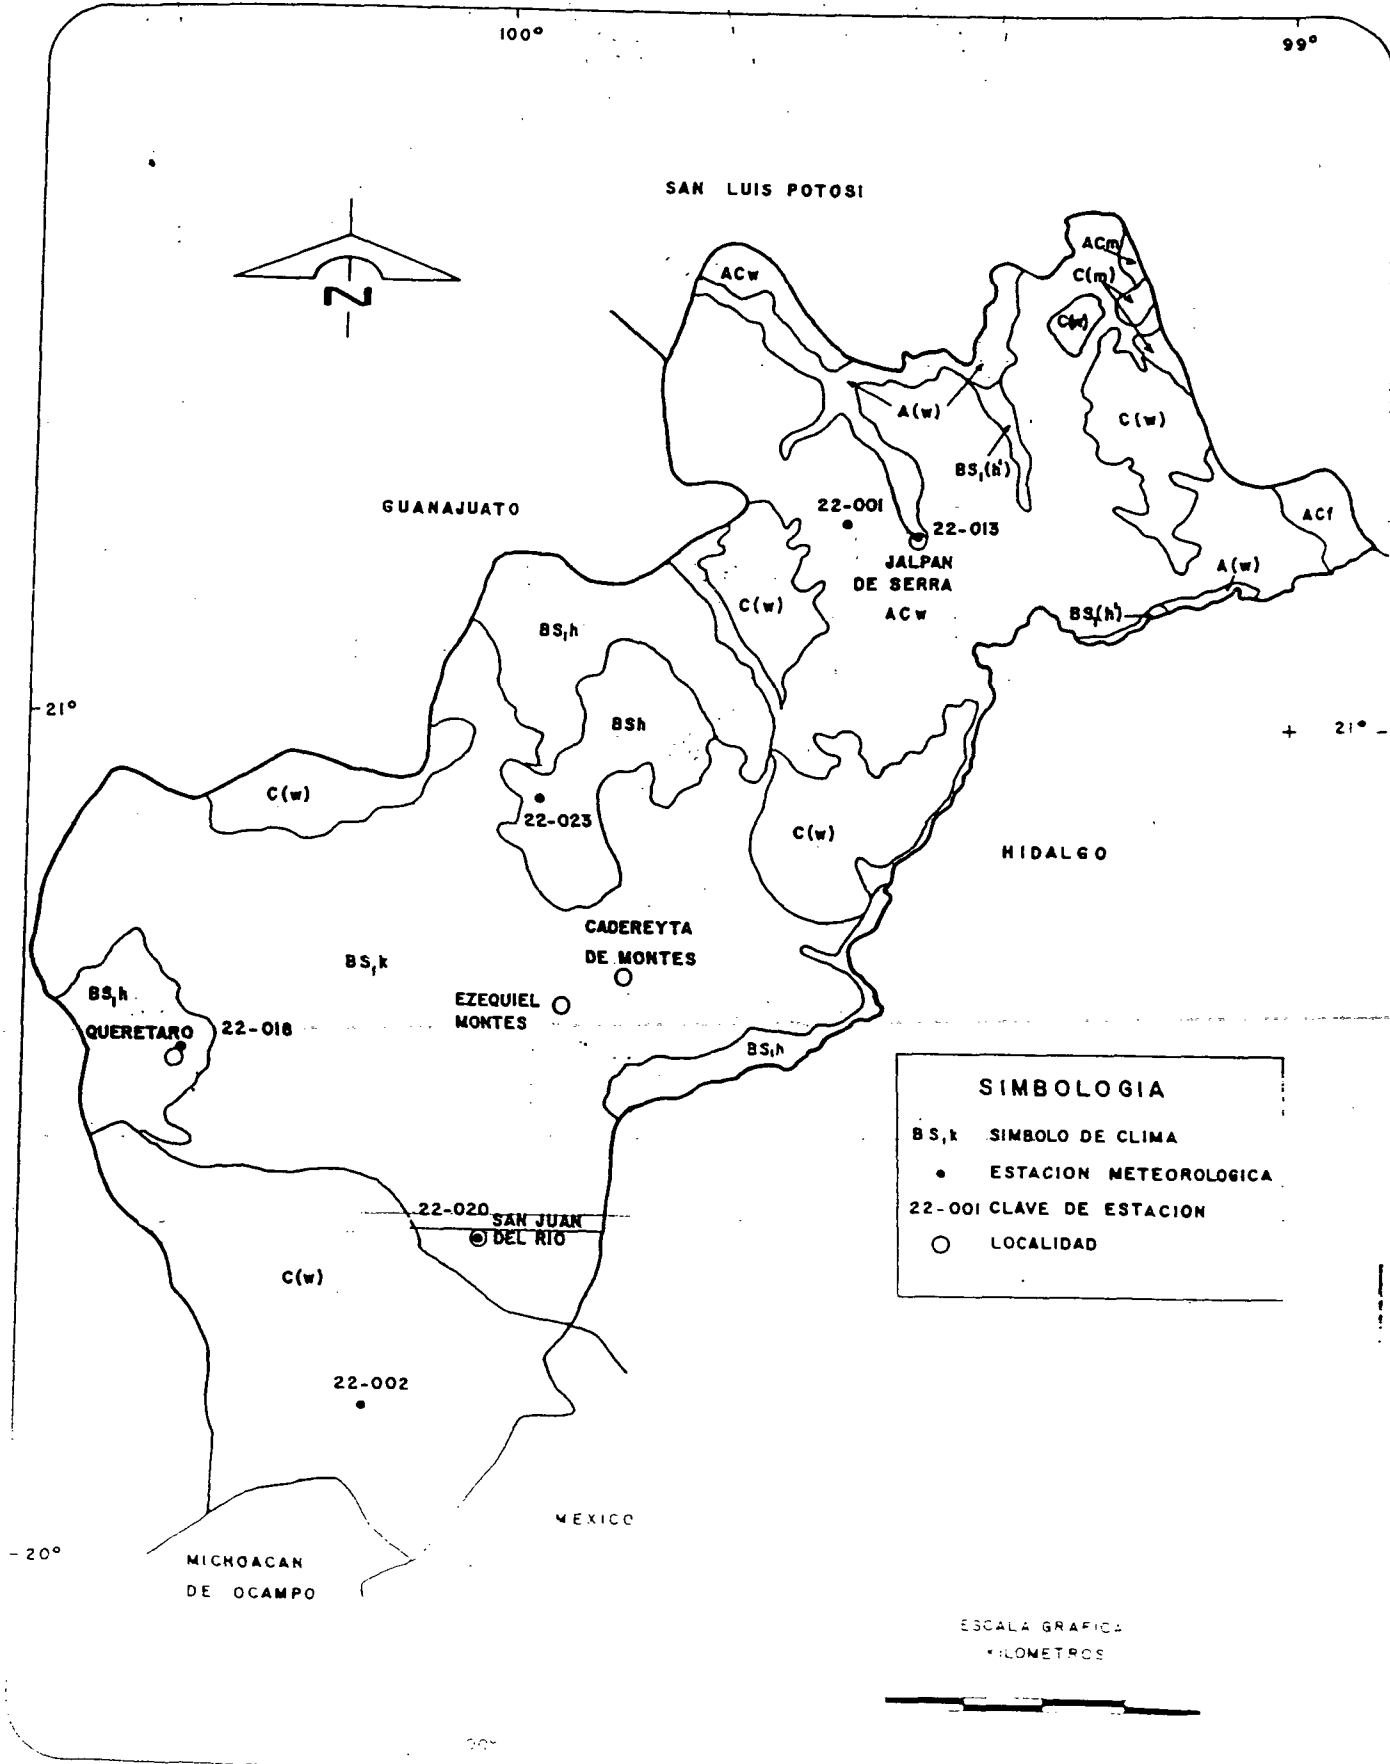 100°
99°
SAN LUIS POTOSI
N
ACm
C(m)
ACw
C(w)
A(w)
C(w)
BS₁(h')
GUANAJUATO
22-001
22-013
ACf
JALPAN
DE SERRA
ACw
A(w)
C(w)
BS₁(h')
BS₁h
21°
BSh
21°
C(w)
22-023
C(w)
HIDALGO
CADEREYTA
DE MONTES
BS₁k
BS₁h
EZEQUIEL
MONTES
QUERETARO
22-018
BS₁h
SIMBOLOGIA
BS₁k SIMBOLO DE CLIMA
ESTACION METEOROLOGICA
22-001 CLAVE DE ESTACION
LOCALIDAD
22-020
SAN JUAN
DEL RIO
C(w)
22-002
MEXICO
20°
MICHOACAN
DE OCAMPO
ESCALA GRAFICA
KILOMETROS